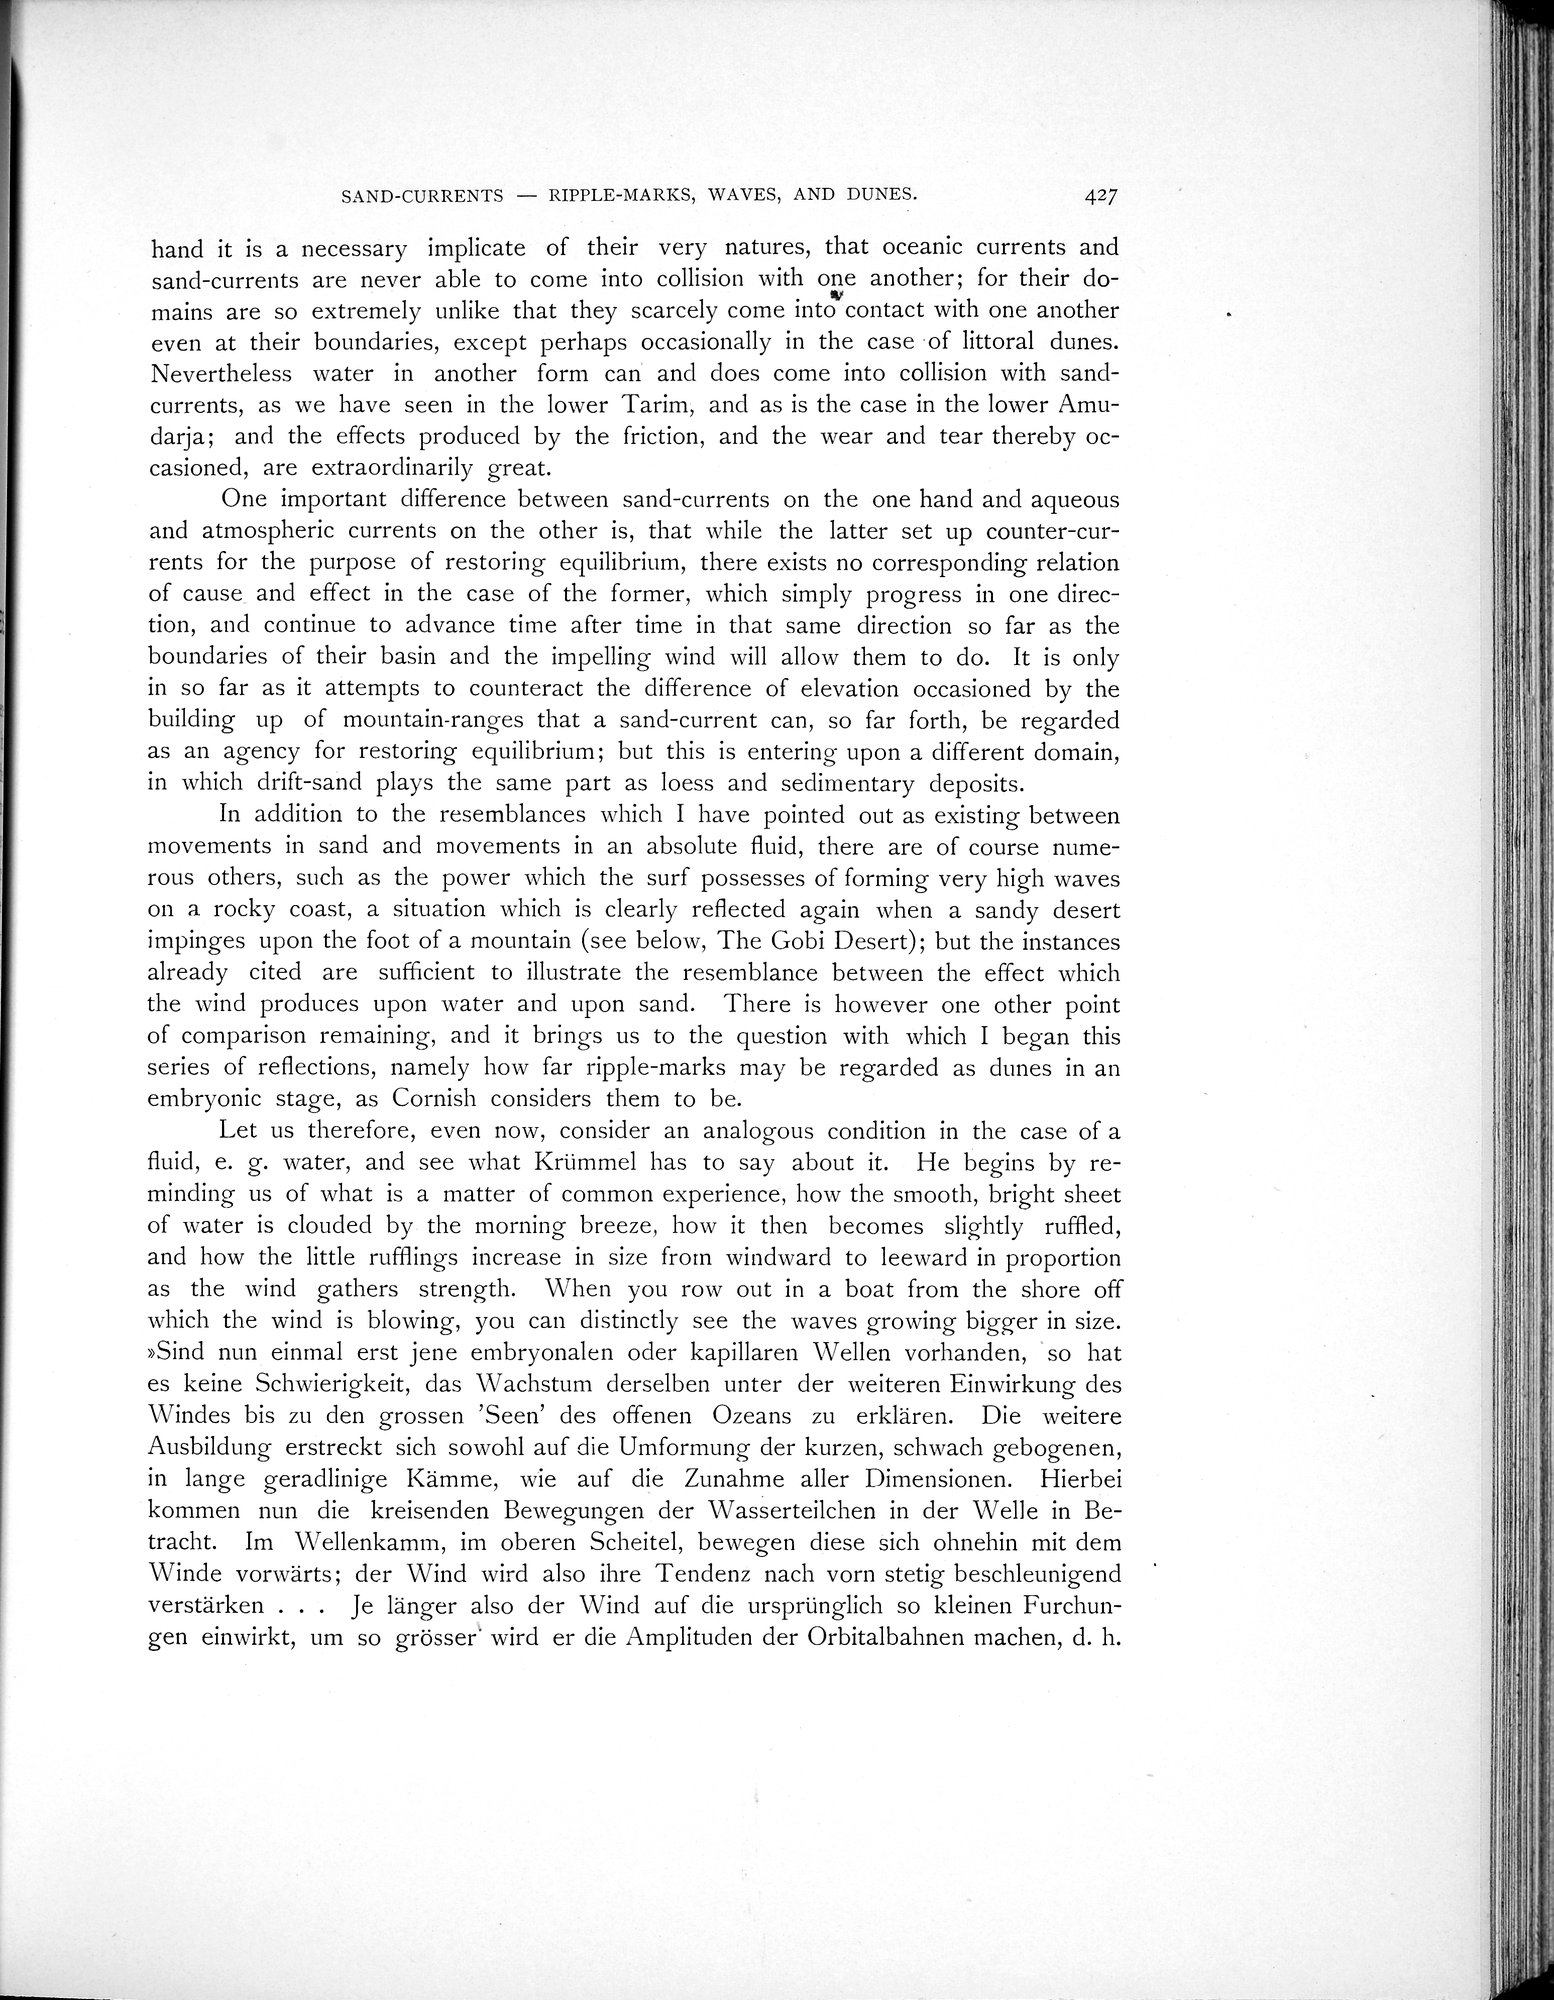 SAND-CURRENTS — RIPPLE-MARKS, WAVES, AND DUNES. 427
hand it is a necessary implicate of their very natures, that oceanic currents and
sand-currents are never able to come into collision with one another; for their do-
mains are so extremely unlike that they scarcely come into contact with one another
even at their boundaries, except perhaps occasionally in the case of littoral dunes.
Nevertheless water in another form can and does come into collision with sand-
currents, as we have seen in the lower Tarim, and as is the case in the lower Amu-
darja; and the effects produced by the friction, and the wear and tear thereby oc-
casioned, are extraordinarily great.
One important difference between sand-currents on the one hand and aqueous
and atmospheric currents on the other is, that while the latter set up counter-cur-
rents for the purpose of restoring equilibrium, there exists no corresponding relation
of cause and effect in the case of the former, which simply progress in one direc-
tion, and continue to advance time after time in that same direction so far as the
boundaries of their basin and the impelling wind will allow them to do. It is only
in so far as it attempts to counteract the difference of elevation occasioned by the
building up of mountain-ranges that a sand-current can, so far forth, be regarded
as an agency for restoring equilibrium; but this is entering upon a different domain,
in which drift-sand plays the same part as loess and sedimentary deposits.
In addition to the resemblances which I have pointed out as existing between
movements in sand and movements in an absolute fluid, there are of course nume-
rous others, such as the power which the surf possesses of forming very high waves
on a rocky coast, a situation which is clearly reflected again when a sandy desert
impinges upon the foot of a mountain (see below, The Gobi Desert); but the instances
already cited are sufficient to illustrate the resemblance between the effect which
the wind produces upon water and upon sand. There is however one other point
of comparison remaining, and it brings us to the question with which I began this
series of reflections, namely how far ripple-marks may be regarded as dunes in an
embryonic stage, as Cornish considers them to be.
Let us therefore, even now, consider an analogous condition in the case of a
fluid, e. g. water, and see what Krümmel has to say about it. He begins by re-
minding us of what is a matter of common experience, how the smooth, bright sheet
of water is clouded by the morning breeze, how it then becomes slightly ruffled,
and how the little rufflings increase in size from windward to leeward in proportion
as the wind gathers strength. When you row out in a boat from the shore off
which the wind is blowing, you can distinctly see the waves growing bigger in size.
»Sind nun einmal erst jene embryonalen oder kapillaren Wellen vorhanden, so hat
es keine Schwierigkeit, das Wachstum derselben unter der weiteren Einwirkung des
Windes bis zu den grossen 'Seen' des offenen Ozeans zu erklären. Die weitere
Ausbildung erstreckt sich sowohl auf die Umformung der kurzen, schwach gebogenen,
in lange geradlinige Kämme, wie auf die Zunahme aller Dimensionen. Hierbei
kommen nun die kreisenden Bewegungen der Wasserteilchen in der Welle in Be-
tracht. Im Wellenkamm, im oberen Scheitel, bewegen diese sich ohnehin mit dem
Winde vorwärts; der Wind wird also ihre Tendenz nach vorn stetig beschleunigend
verstärken . . . Je länger also der Wind auf die ursprünglich so kleinen Furchun-
gen einwirkt, um so grösser wird er die Amplituden der Orbitalbahnen machen, d. h.